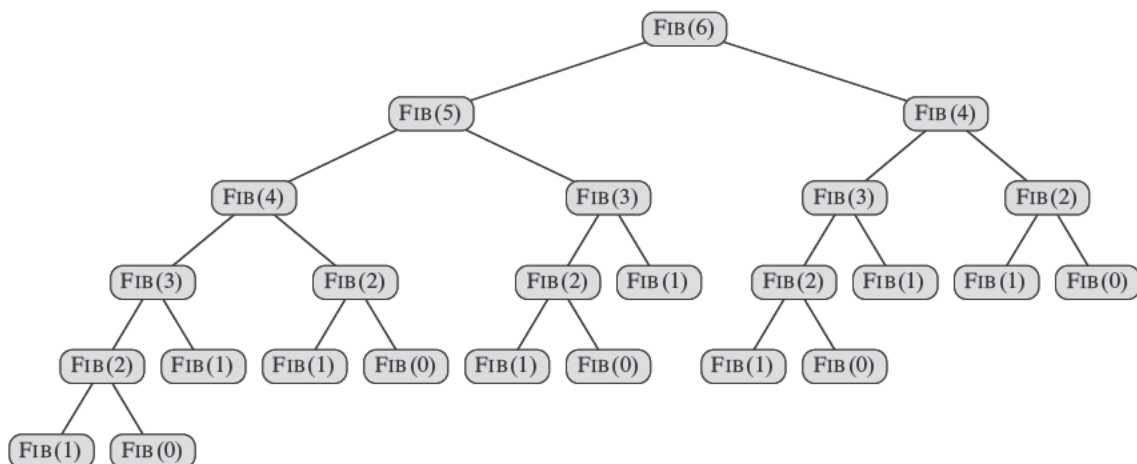 FIB(6)
FIB(5) FIB(4)
FIB(4) FIB(3) FIB(3) FIB(2)
FIB(3) FIB(2) FIB(2) FIB(1) FIB(2) FIB(1) FIB(1) FIB(0)
FIB(2) FIB(1) FIB(1) FIB(0) FIB(1) FIB(0) FIB(1) FIB(0)
FIB(1) FIB(0)